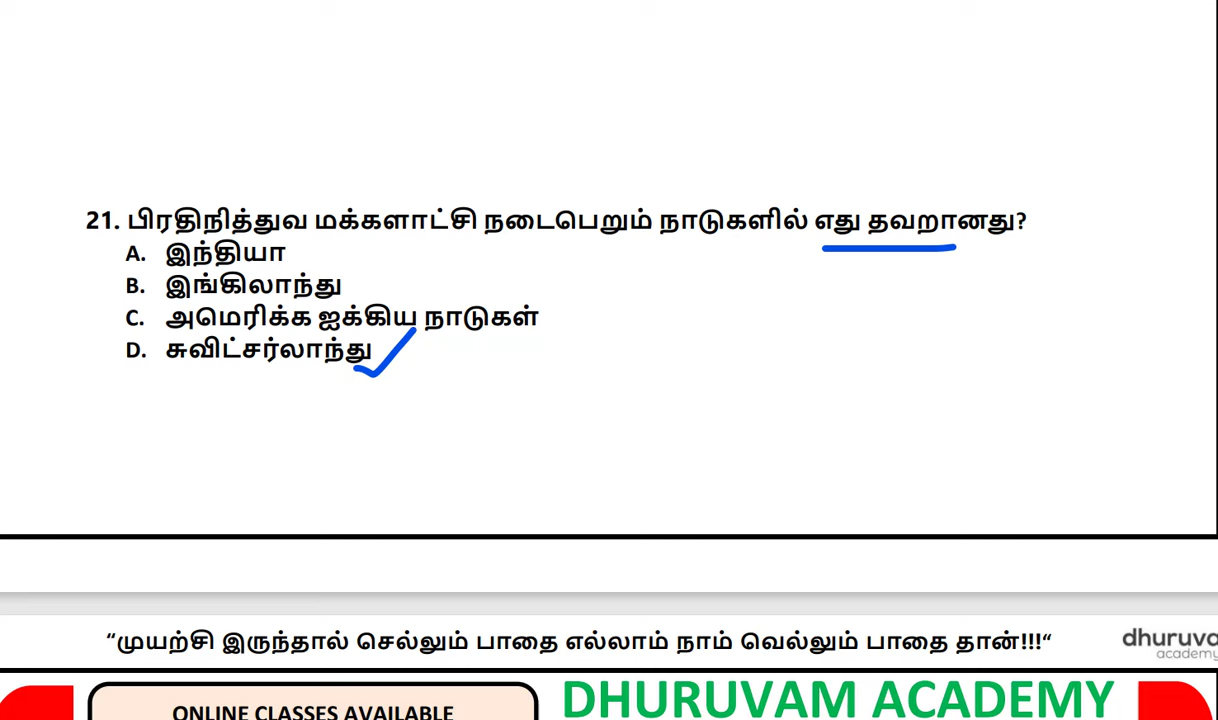 21. பிரதிநித்துவ மக்களாட்சி நடைபெறும் நாடுகளில் எது தவறானது?
A. இந்தியா
B. இங்கிலாந்து
C. அமெரிக்க ஐக்கிய நாடுகள்
D. சுவிட்சர்லாந்து
“முயற்சி இருந்தால் செல்லும் பாதை எல்லாம் நாம் வெல்லும் பாதை தான்!!!“
dhuruva
academy
ONLINE CLASSES AVAILABLE
DHURUVAM ACADEMY